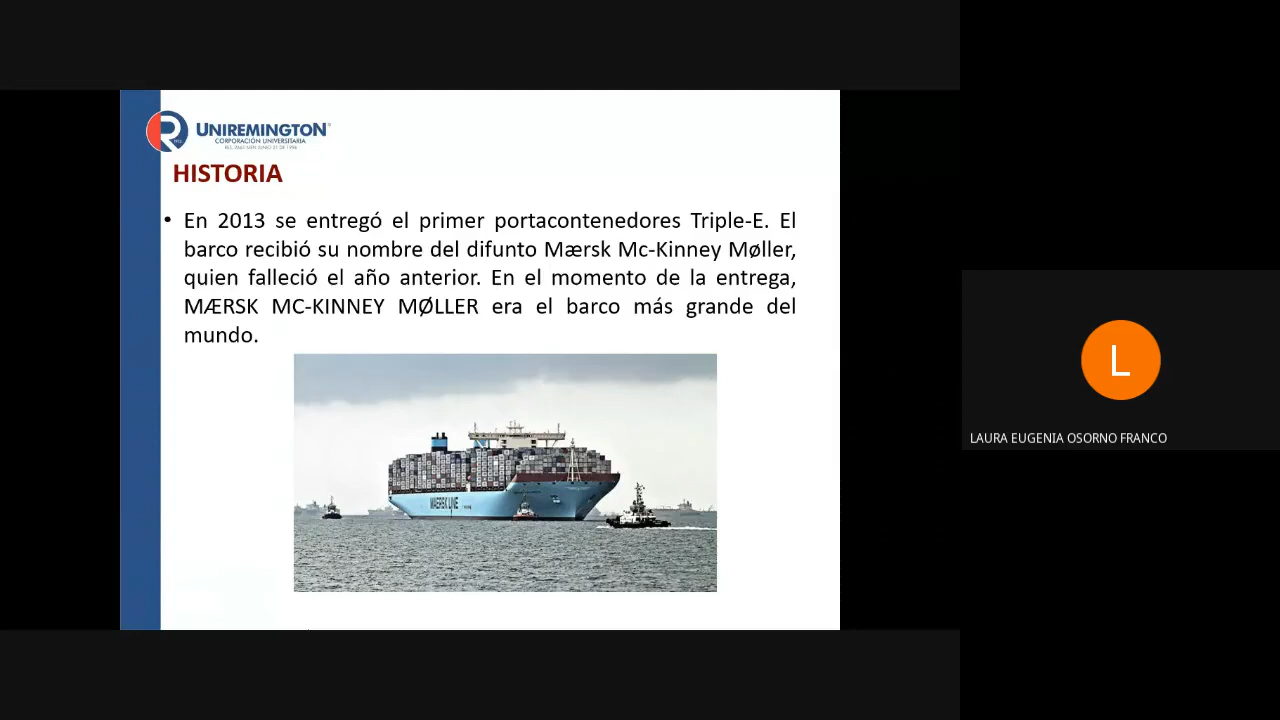 UNIREMINGTON
CORPORACIÓN UNIVERSITARIA
HISTORIA
• En 2013 se entregó el primer portacontenedores Triple-E. El
barco recibió su nombre del difunto Mærsk Mc-Kinney Møller,
quien falleció el año anterior. En el momento de la entrega,
MÆRSK MC-KINNEY MØLLER era el barco más grande del
mundo.
MAERSK LINE
L
LAURA EUGENIA OSORNO FRANCO